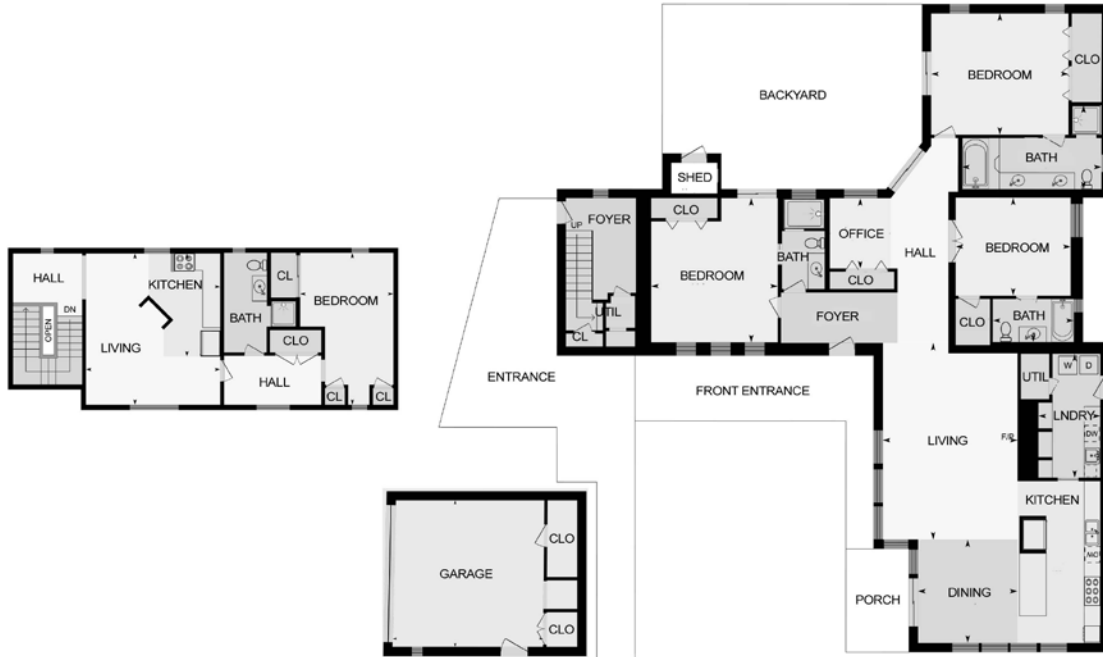 BEDROOM
CLO
BACKYARD
BATH
SHED
CLO
FOYER
UP
OFFICE
HALL
BEDROOM
BEDROOM
BATH
CLO
FOYER
UTIL
CL
CLO
BATH
HALL
KITCHEN
CL
BEDROOM
DN
OPEN
BATH
CLO
LIVING
HALL
CL
CL
ENTRANCE
FRONT ENTRANCE
UTIL
W
D
LNDRY
DW
LIVING
F/P
KITCHEN
CLO
GARAGE
CLO
PORCH
DINING